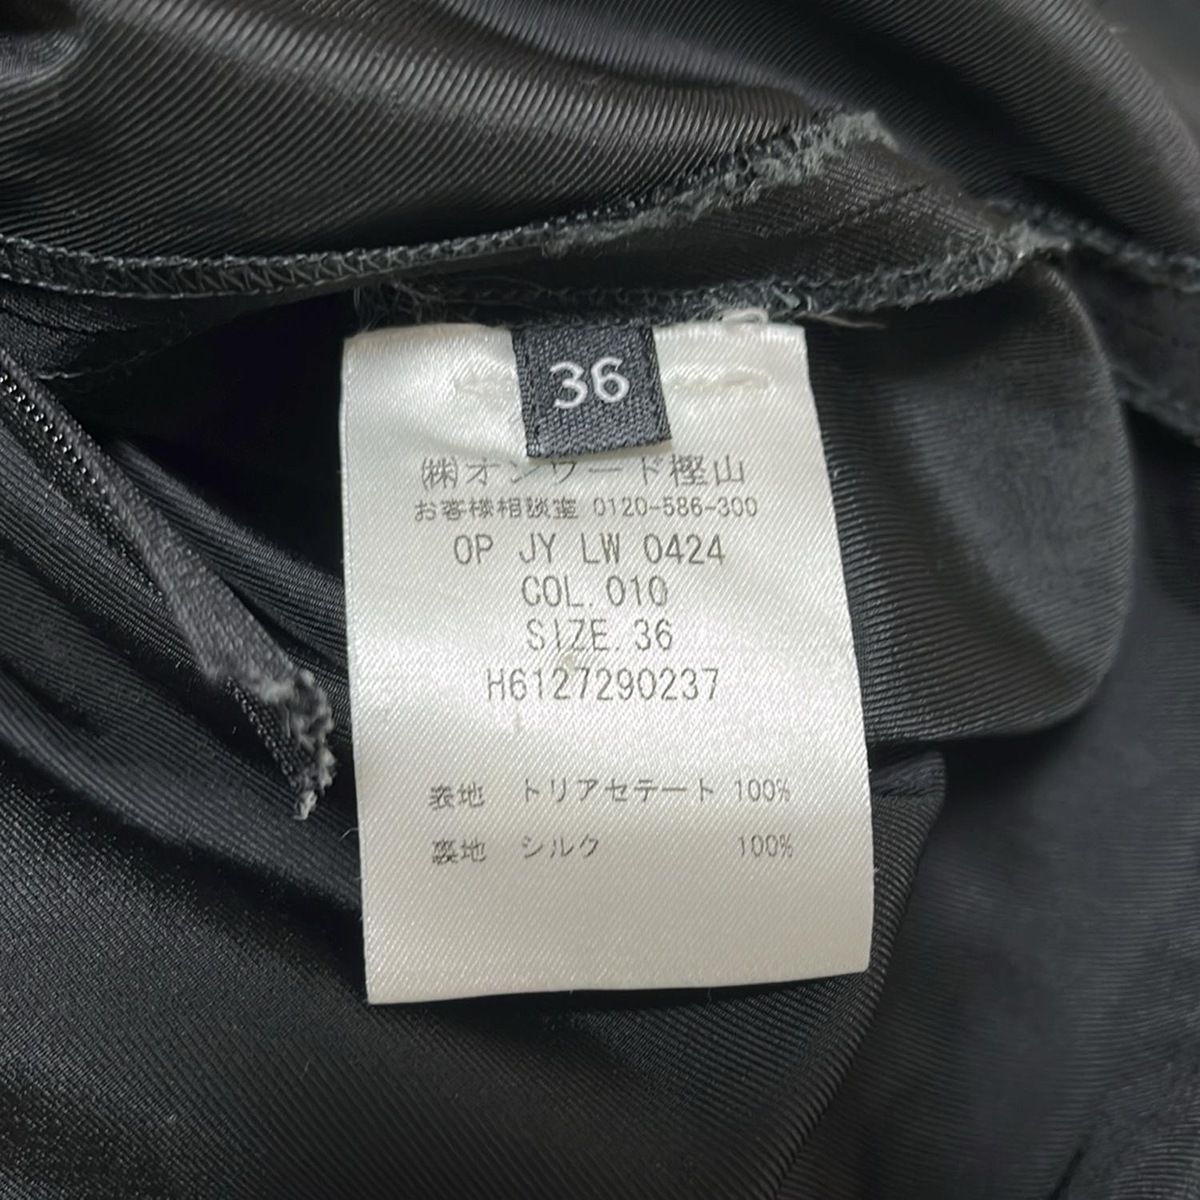 36
㈱オンワード樫山
お客様相談室 0120-586-300
OP JY LW 0424
COL.010
SIZE.36
H6127290237
表地 トリアセテート 100%
裏地 シルク 100%